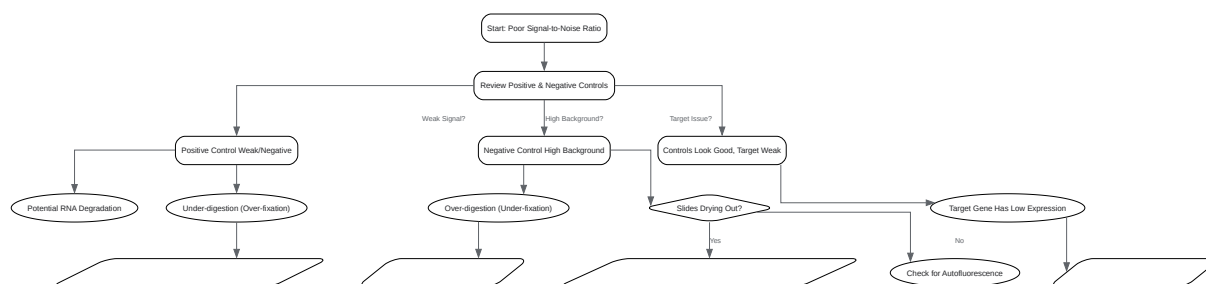 Start: Poor Signal-to-Noise Ratio
Review Positive & Negative Controls
Weak Signal?
High Background?
Target Issue?
Positive Control Weak/Negative
Negative Control High Background
Controls Look Good, Target Weak
Potential RNA Degradation
Under-digestion (Over-fixation)
Over-digestion (Under-fixation)
Slides Drying Out?
Target Gene Has Low Expression
Yes
No
Check for Autofluorescence